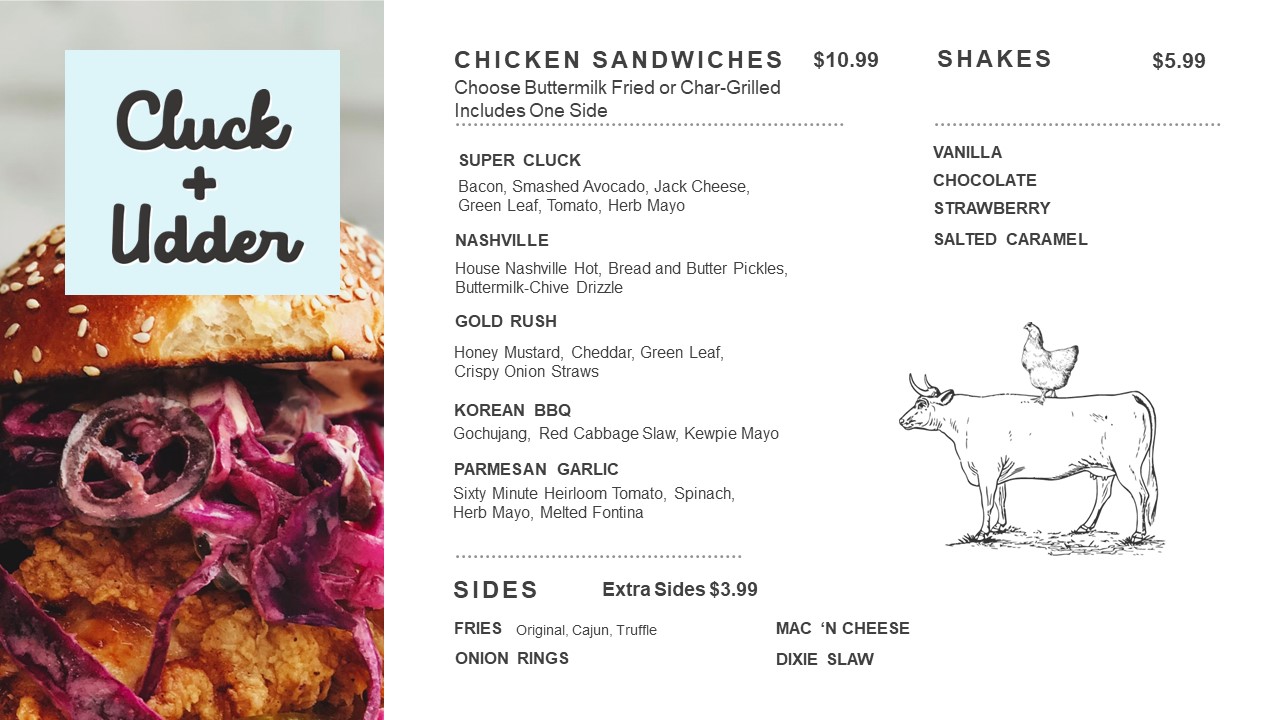 Cluck
+
Udder
CHICKEN SANDWICHES $10.99
Choose Buttermilk Fried or Char-Grilled
Includes One Side
SUPER CLUCK
Bacon, Smashed Avocado, Jack Cheese,
Green Leaf, Tomato, Herb Mayo
NASHVILLE
House Nashville Hot, Bread and Butter Pickles,
Buttermilk-Chive Drizzle
GOLD RUSH
Honey Mustard, Cheddar, Green Leaf,
Crispy Onion Straws
KOREAN BBQ
Gochujang, Red Cabbage Slaw, Kewpie Mayo
PARMESAN GARLIC
Sixty Minute Heirloom Tomato, Spinach,
Herb Mayo, Melted Fontina
SHAKES $5.99
VANILLA
CHOCOLATE
STRAWBERRY
SALTED CARAMEL
SIDES Extra Sides $3.99
FRIES Original, Cajun, Truffle
ONION RINGS
MAC ‘N CHEESE
DIXIE SLAW